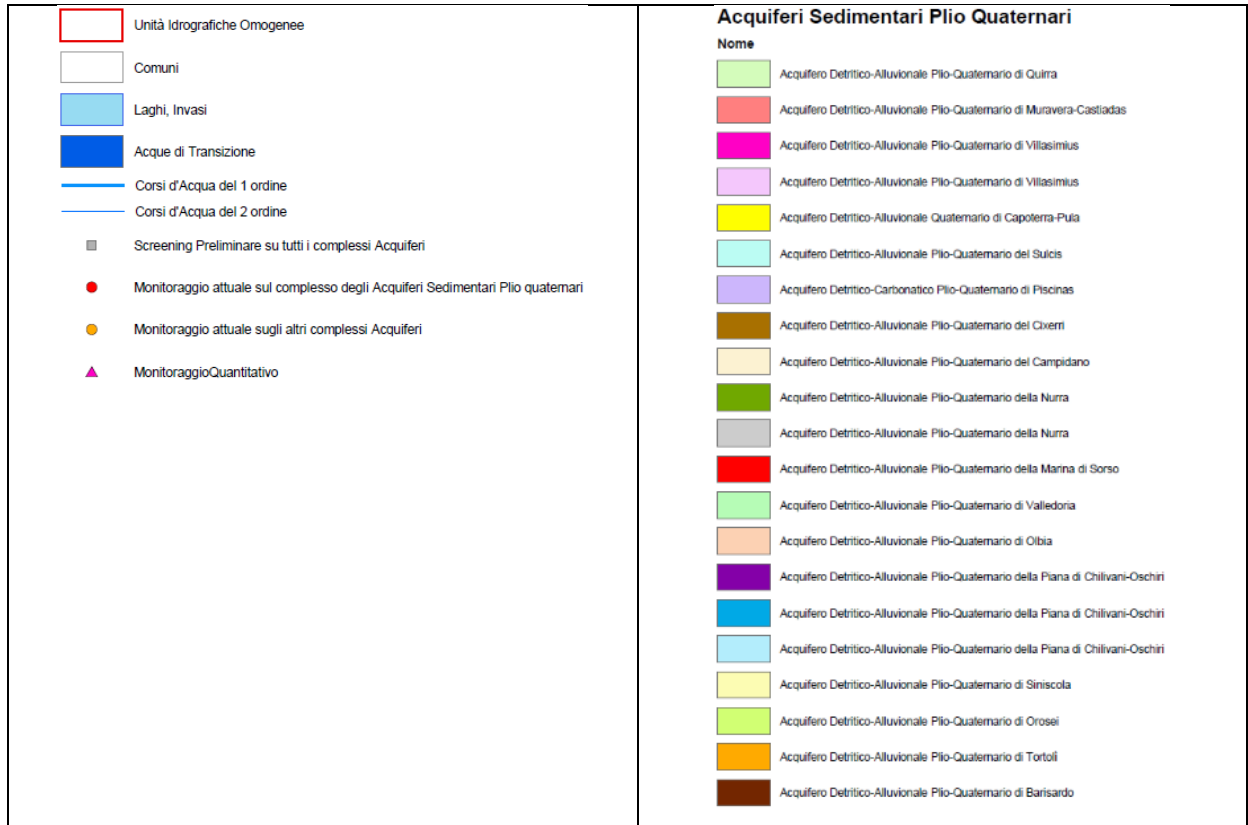 Unità Idrografiche Omogenee
Comuni
Laghi, Invasi
Acque di Transizione
Corsi d'Acqua del 1 ordine
Corsi d'Acqua del 2 ordine
Screening Preliminare su tutti i complessi Acquiferi
Monitoraggio attuale sul complesso degli Acquiferi Sedimentari Plio quaternari
Monitoraggio attuale sugli altri complessi Acquiferi
MonitoraggioQuantitativo
Acquiferi Sedimentari Plio Quaternari
Nome
Acquifero Detritico-Alluvionale Plio-Quaternario di Quirra
Acquifero Detritico-Alluvionale Plio-Quaternario di Muravera-Castiadas
Acquifero Detritico-Alluvionale Plio-Quaternario di Villasimius
Acquifero Detritico-Alluvionale Plio-Quaternario di Villasimius
Acquifero Detritico-Alluvionale Quaternario di Capoterra-Pula
Acquifero Detritico-Alluvionale Plio-Quaternario del Sulcis
Acquifero Detritico-Carbonatico Plio-Quaternario di Piscinas
Acquifero Detritico-Alluvionale Plio-Quaternario del Cixerri
Acquifero Detritico-Alluvionale Plio-Quaternario del Campidano
Acquifero Detritico-Alluvionale Plio-Quaternario della Nurra
Acquifero Detritico-Alluvionale Plio-Quaternario della Nurra
Acquifero Detritico-Alluvionale Plio-Quaternario della Marina di Sorso
Acquifero Detritico-Alluvionale Plio-Quaternario di Valledoria
Acquifero Detritico-Alluvionale Plio-Quaternario di Olbia
Acquifero Detritico-Alluvionale Plio-Quaternario della Piana di Chilivani-Oschiri
Acquifero Detritico-Alluvionale Plio-Quaternario della Piana di Chilivani-Oschiri
Acquifero Detritico-Alluvionale Plio-Quaternario della Piana di Chilivani-Oschiri
Acquifero Detritico-Alluvionale Plio-Quaternario di Siniscola
Acquifero Detritico-Alluvionale Plio-Quaternario di Orosei
Acquifero Detritico-Alluvionale Plio-Quaternario di Tortolì
Acquifero Detritico-Alluvionale Plio-Quaternario di Barisardo